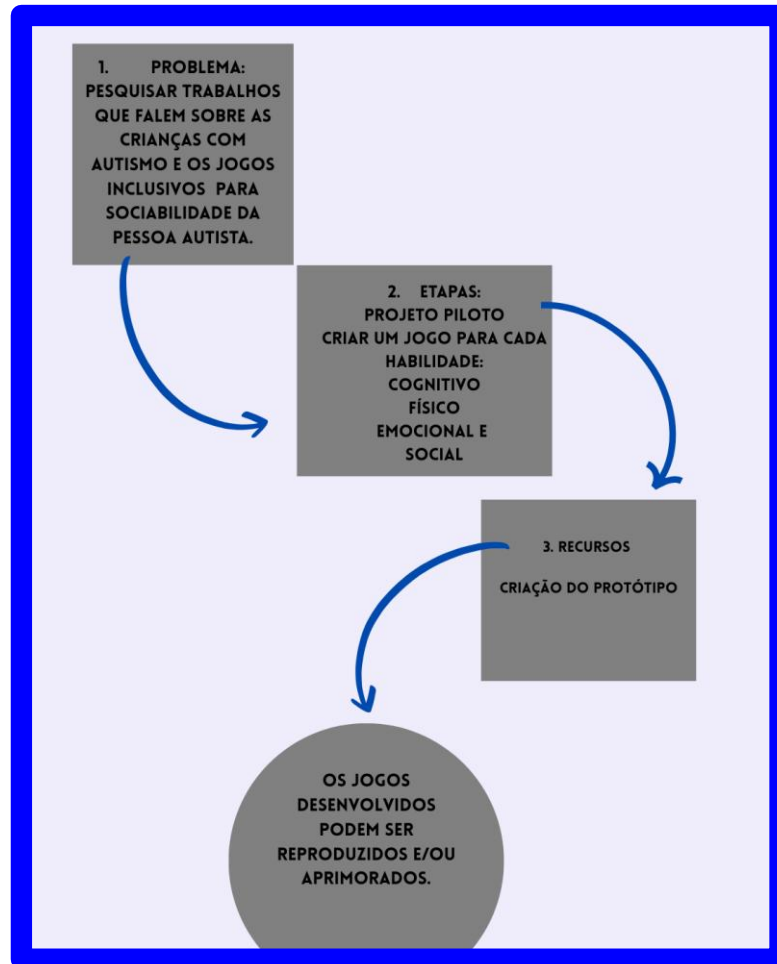 1. PROBLEMA:
PESQUISAR TRABALHOS
QUE FALEM SOBRE AS
CRIANÇAS COM
AUTISMO E OS JOGOS
INCLUSIVOS PARA
SOCIABILIDADE DA
PESSOA AUTISTA.
2. ETAPAS:
PROJETO PILOTO
CRIAR UM JOGO PARA CADA
HABILIDADE:
COGNITIVO
FÍSICO
EMOCIONAL E
SOCIAL
3. RECURSOS
CRIAÇÃO DO PROTÓTIPO
OS JOGOS
DESENVOLVIDOS
PODEM SER
REPRODUZIDOS E/OU
APRIMORADOS.